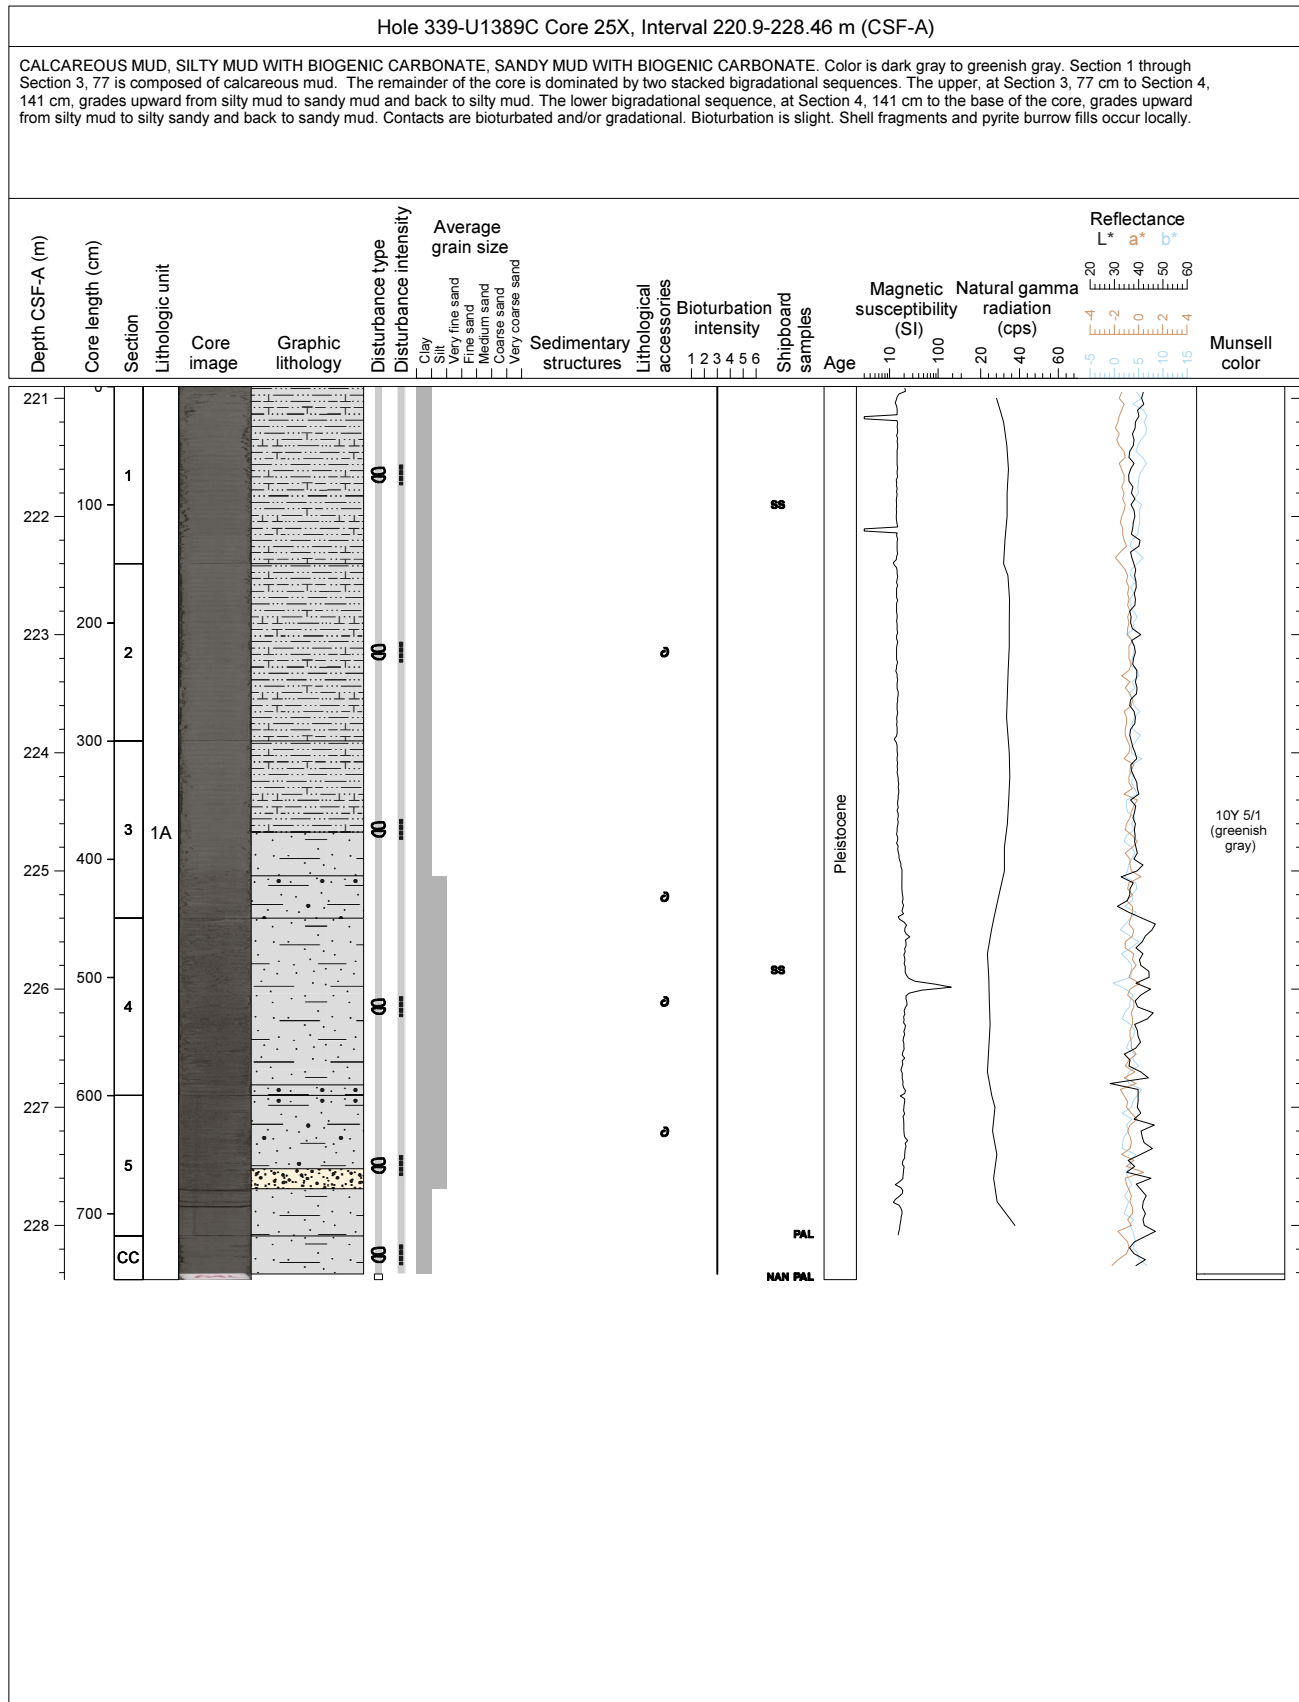 Hole 339-U1389C Core 25X, Interval 220.9-228.46 m (CSF-A)
CALCAREOUS MUD, SILTY MUD WITH BIOGENIC CARBONATE, SANDY MUD WITH BIOGENIC CARBONATE. Color is dark gray to greenish gray. Section 1 through
Section 3, 77 is composed of calcareous mud. The remainder of the core is dominated by two stacked bigradational sequences. The upper, at Section 3, 77 cm to Section 4,
141 cm, grades upward from silty mud to sandy mud and back to silty mud. The lower bigradational sequence, at Section 4, 141 cm to the base of the core, grades upward
from silty mud to silty sandy and back to sandy mud. Contacts are bioturbated and/or gradational. Bioturbation is slight. Shell fragments and pyrite burrow fills occur locally.
Depth CSF-A (m)
Core length (cm)
Section
Lithologic unit
Core
image
Graphic
lithology
Disturbance type
Disturbance intensity
Average
grain size
Clay
Silt
Very fine sand
Fine sand
Medium sand
Coarse sand
Very coarse sand
Sedimentary
structures
Lithological
accessories
Bioturbation
intensity
1 2 3 4 5 6
Shipboard
samples
Age
Magnetic
susceptibility
(SI)
10 100
Natural gamma
radiation
(cps)
20 40 60
Reflectance
L* a* b*
20 30 40 50 60
-4 -2 0 2 4
-5 0 5 10 15
Munsell
color
0
221
1
100
SS
222
200
223
2
300
224
3
1A
10Y 5/1
(greenish
gray)
400
Pleistocene
225
SS
500
226
4
600
227
5
700
228
PAL
CC
NAN PAL